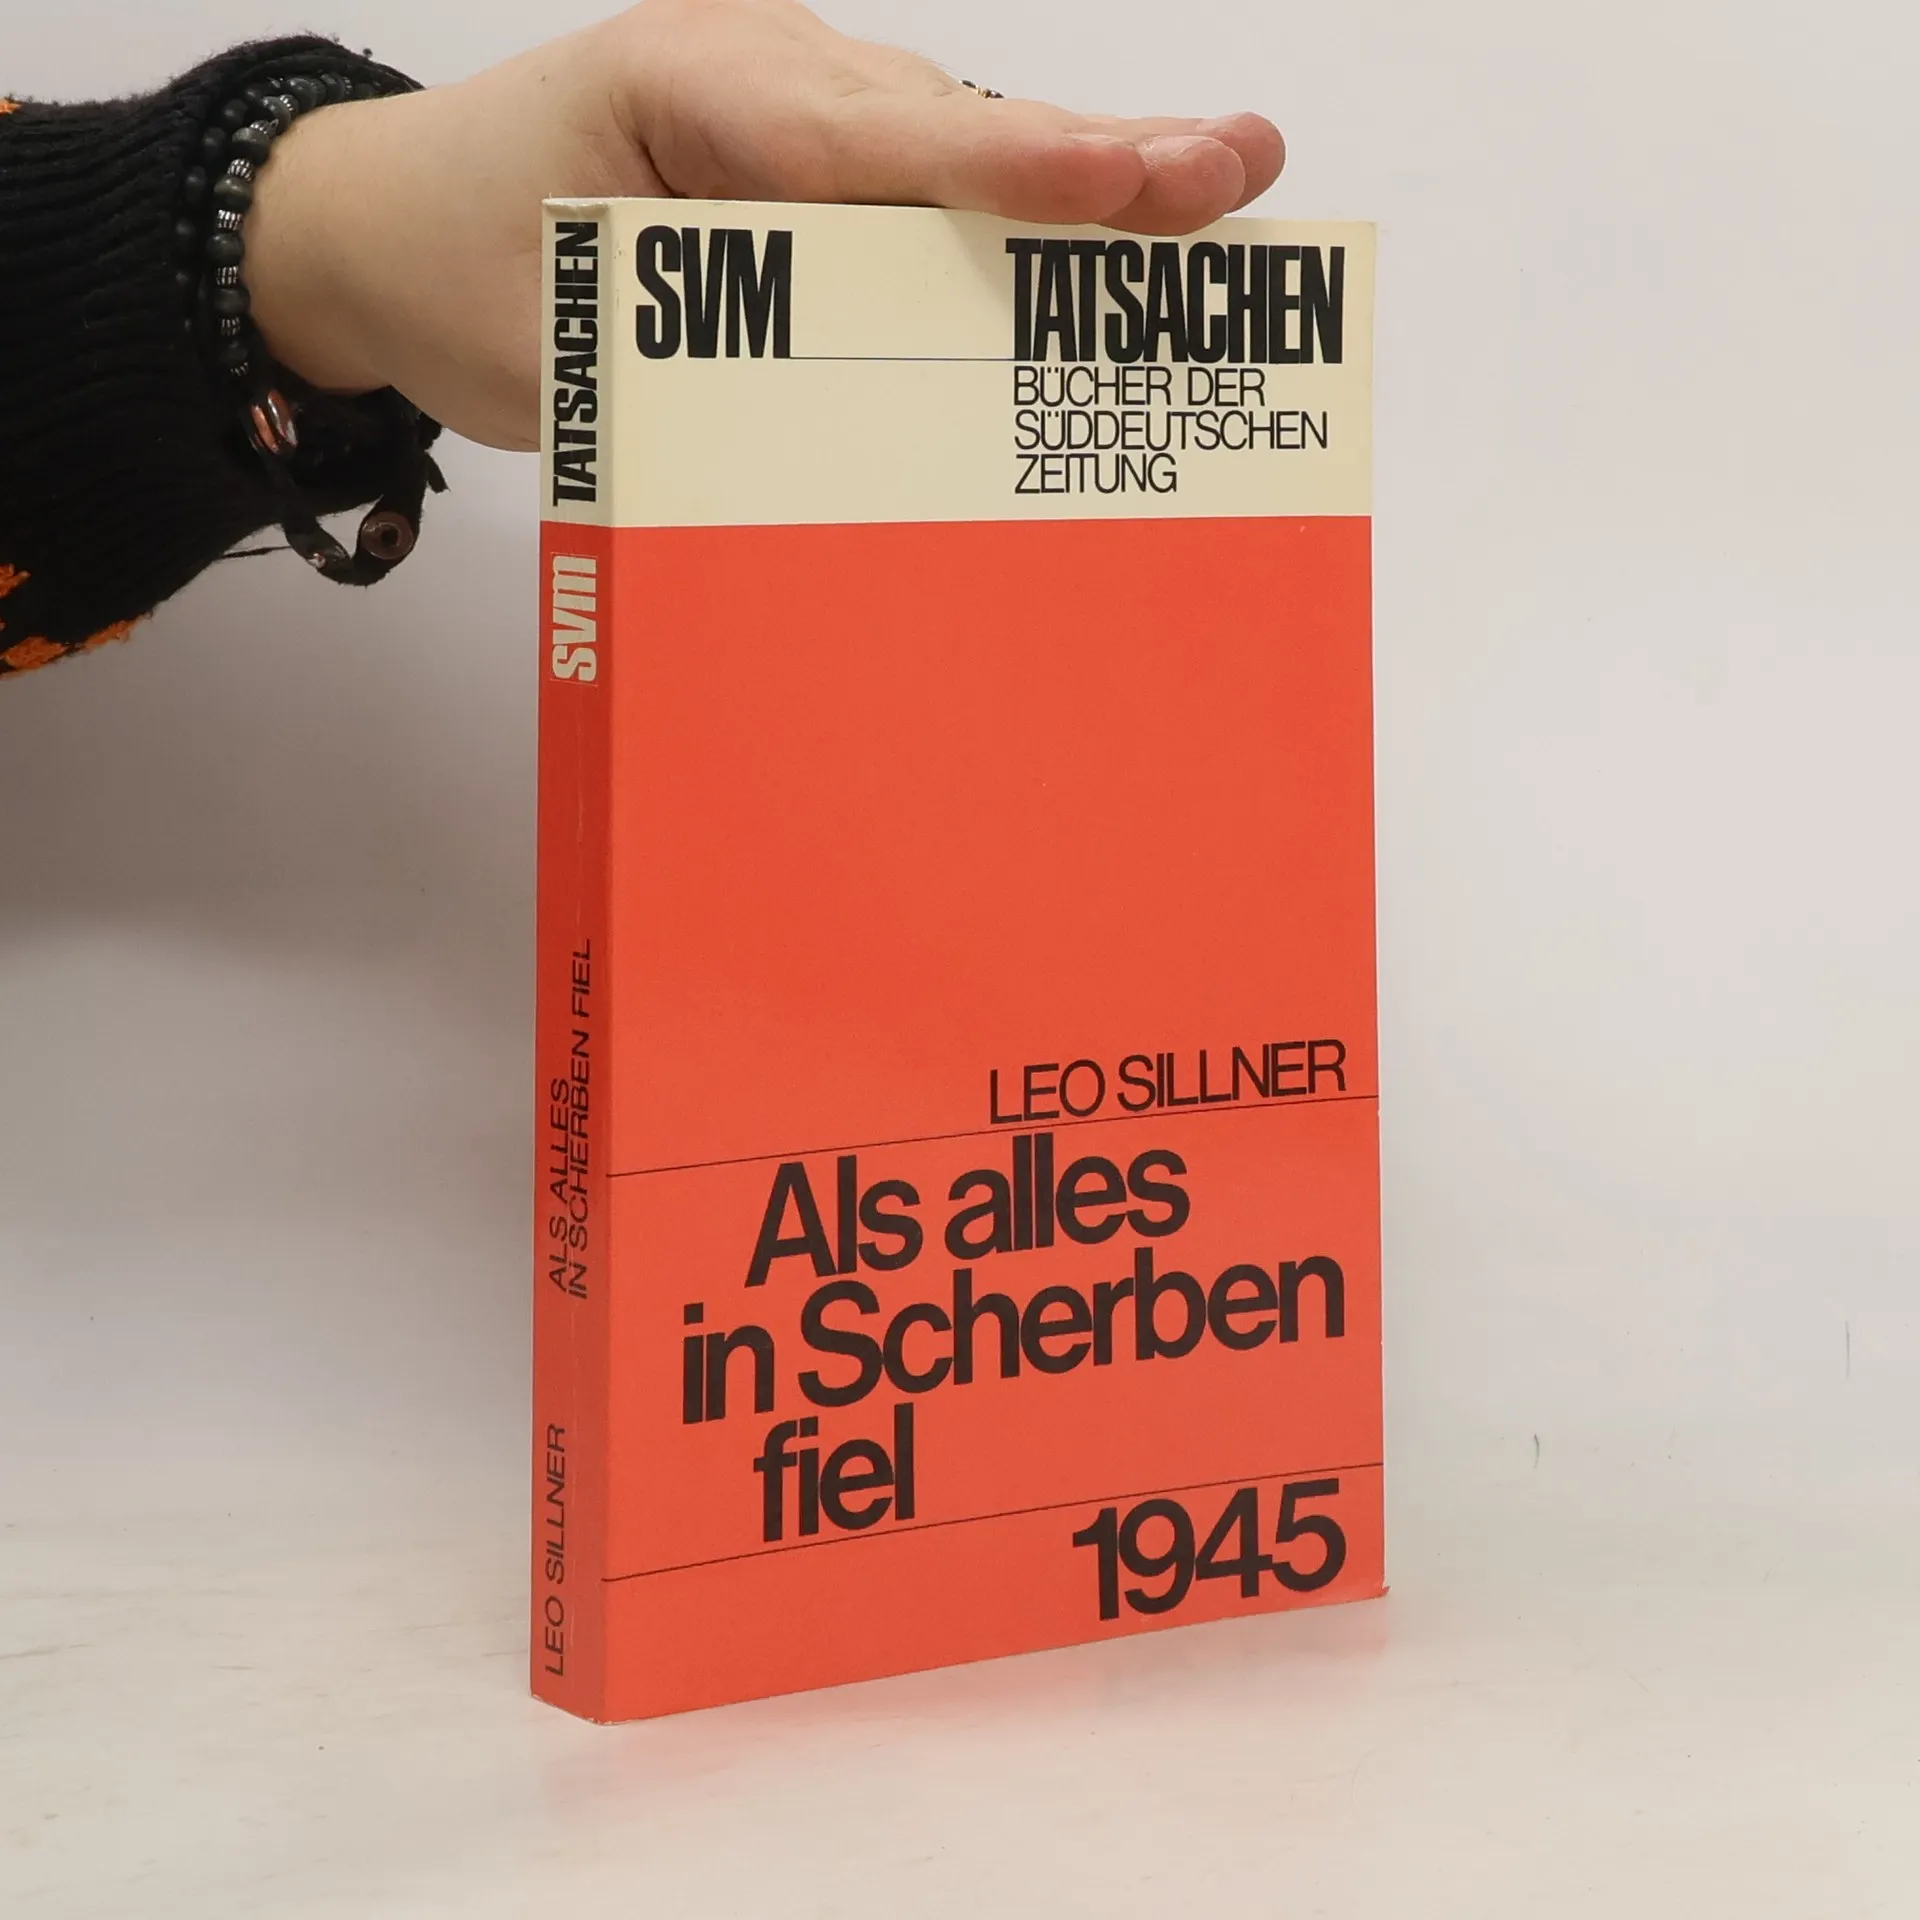 SVM
TATSACHEN
BÜCHER DER
SÜDDEUTSCHEN
ZEITUNG
LEO SILLNER
Als alles
in Scherben
fiel
1945
TATSACHEN
svm
ALS ALLES
IN SCHERBEN FIEL
LEO SILLNER